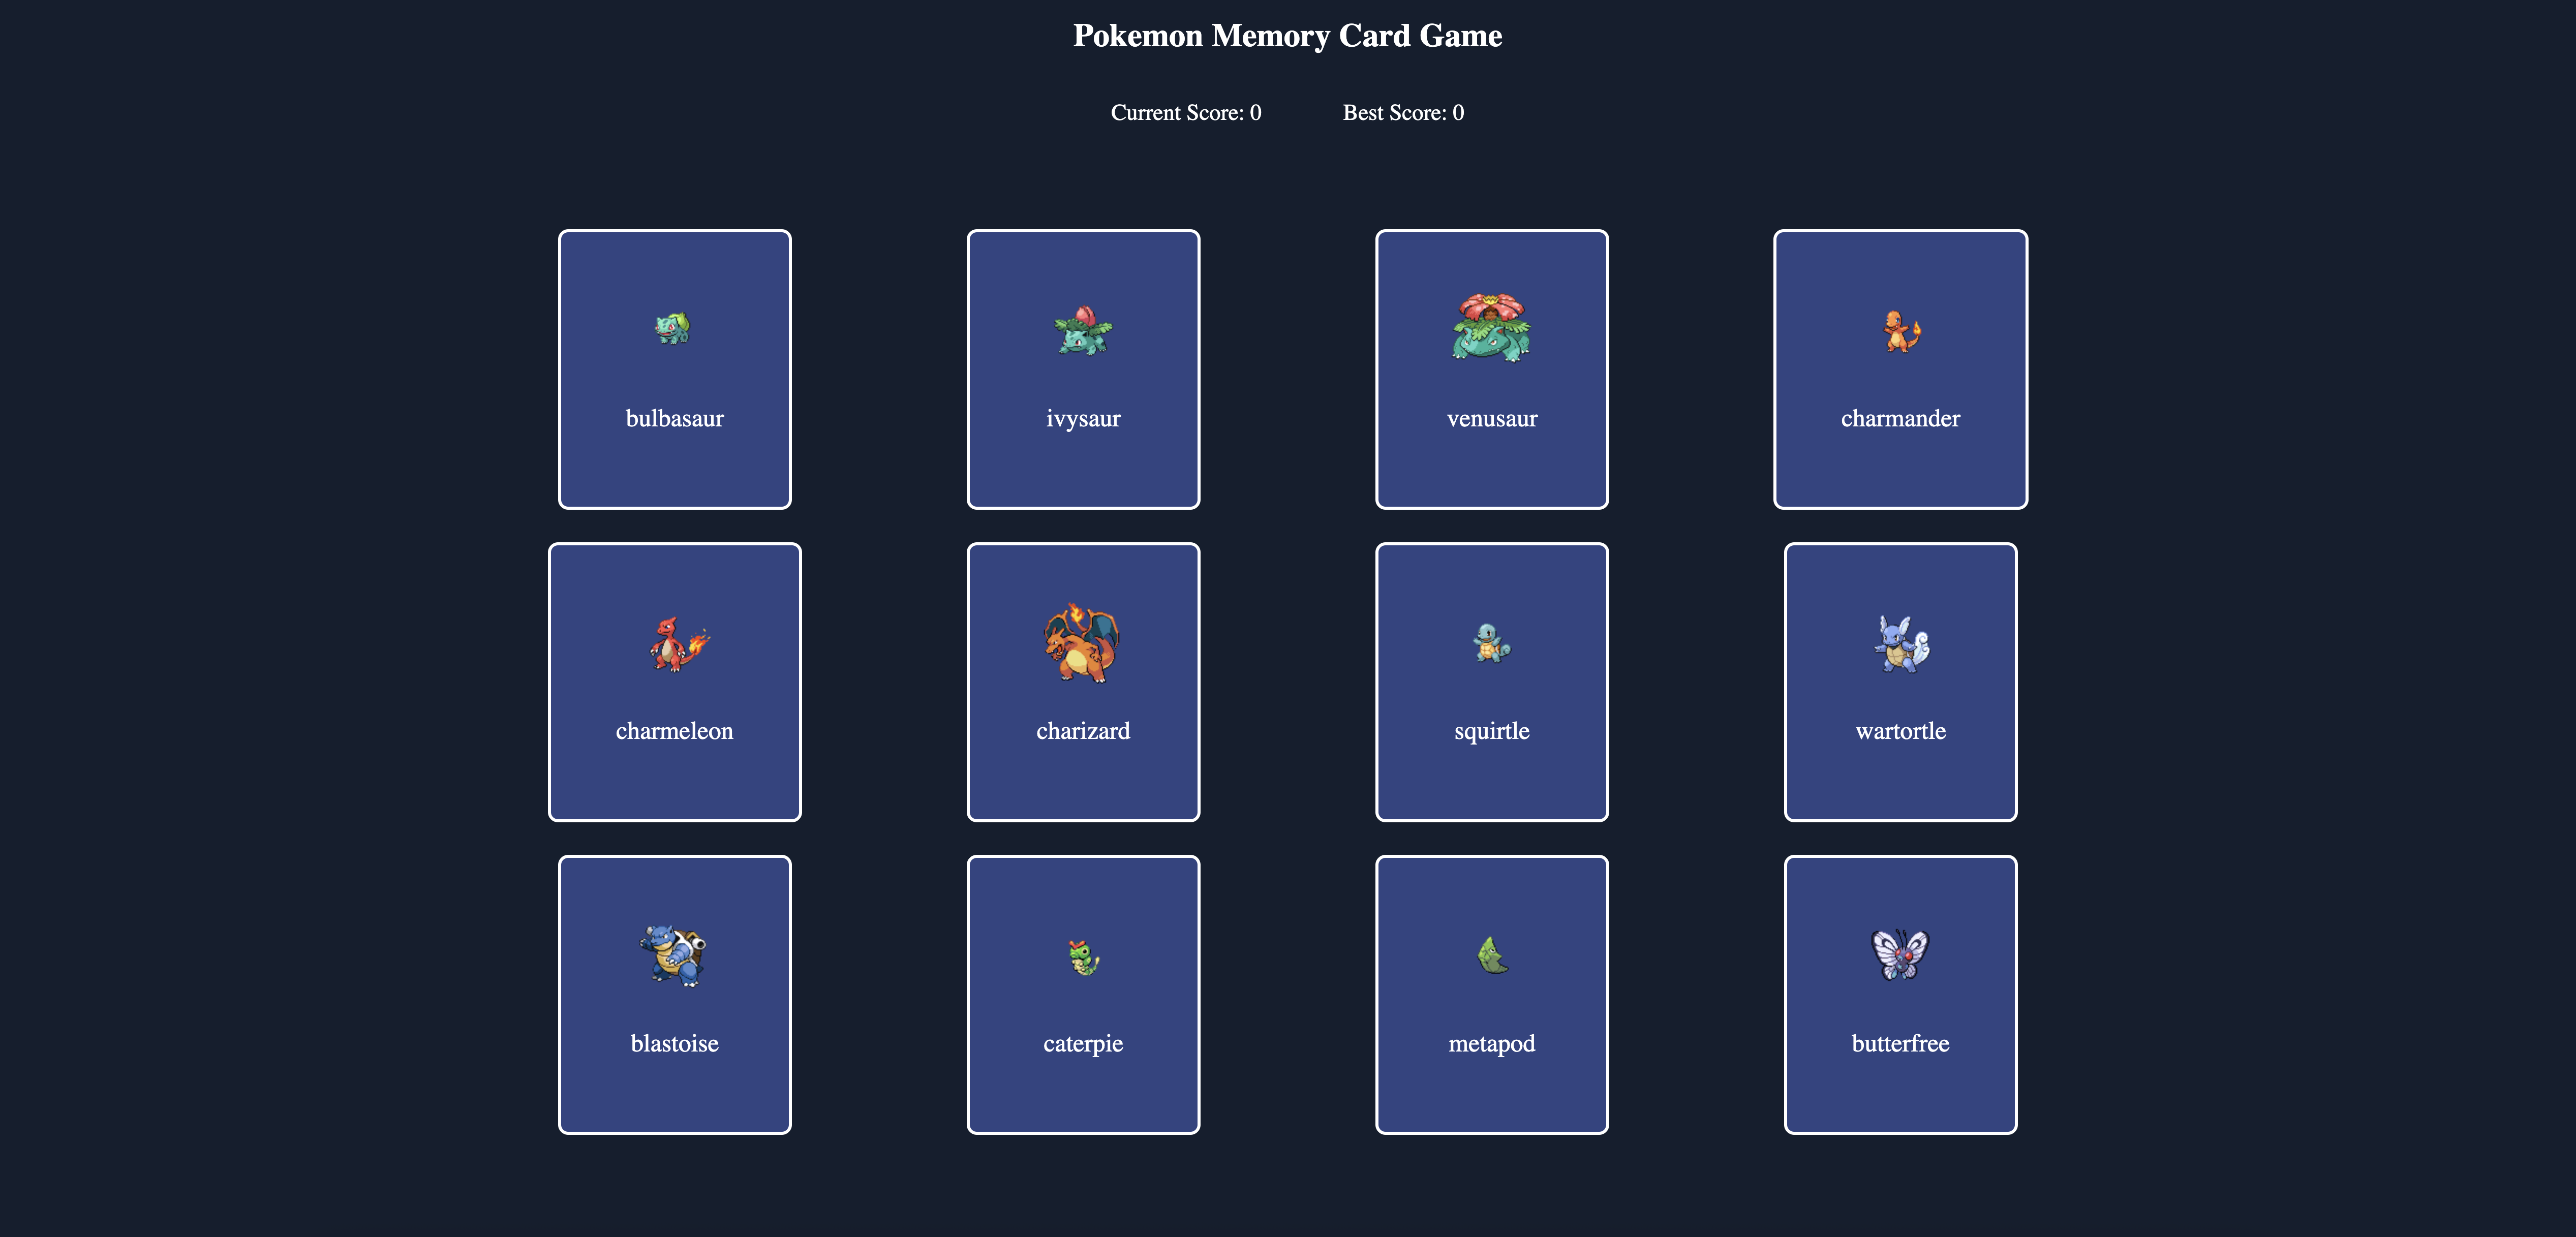 Pokemon Memory Card Game
Current Score: 0 Best Score: 0
bulbasaur
ivysaur
venusaur
charmander
charmeleon
charizard
squirtle
wartortle
blastoise
caterpie
metapod
butterfree